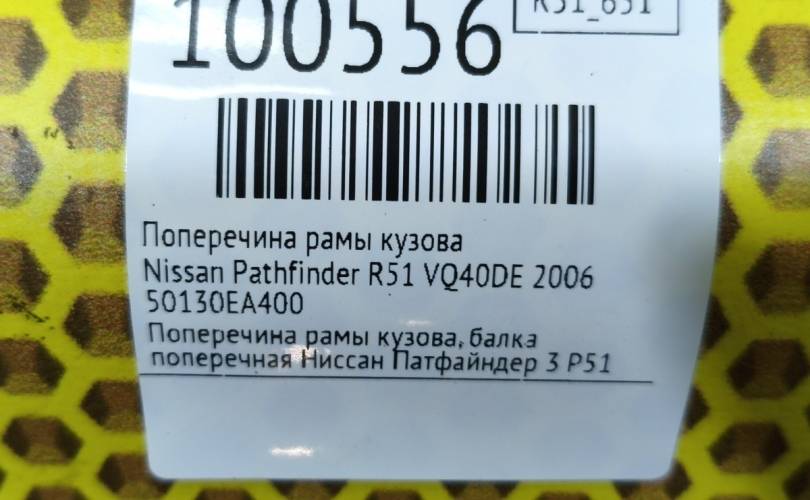 100556
R51_651
Поперечина рамы кузова
Nissan Pathfinder R51 VQ40DE 2006
50130EA400
Поперечина рамы кузова, балка
поперечная Ниссан Патфайндер 3 Р51